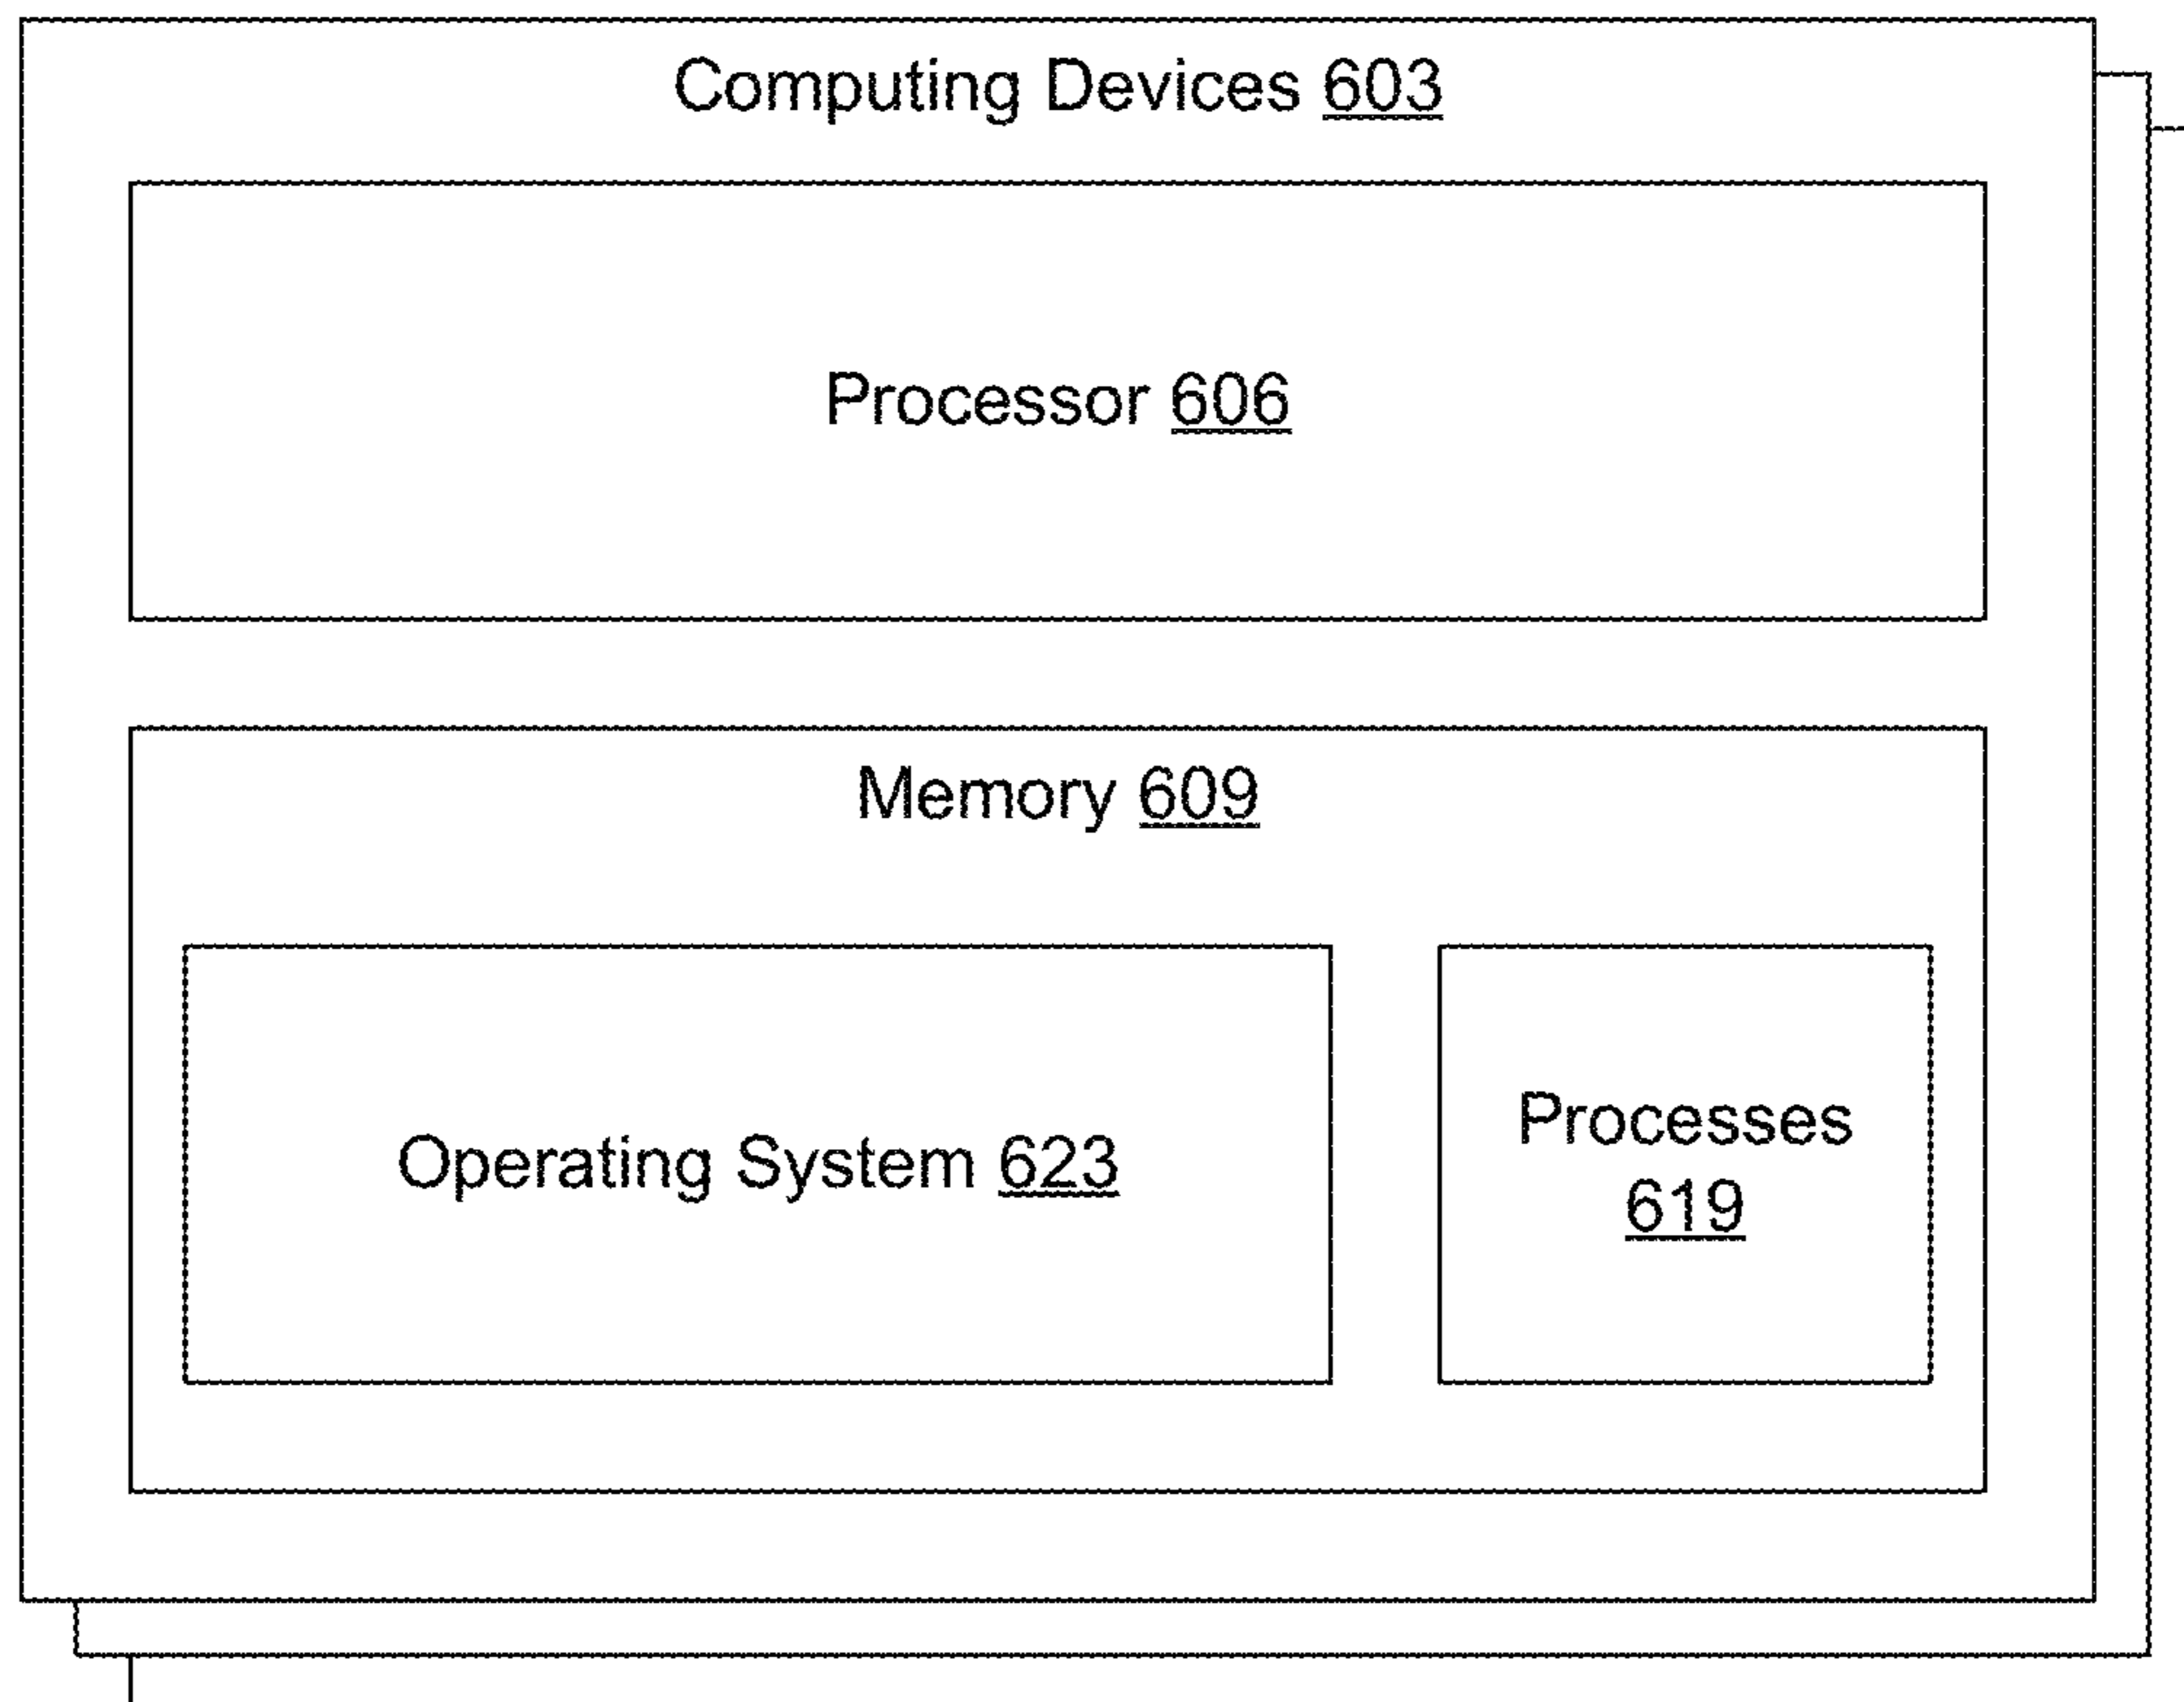 Computing Devices 603
Processor 606
Memory 609
Operating System 623
Processes
619